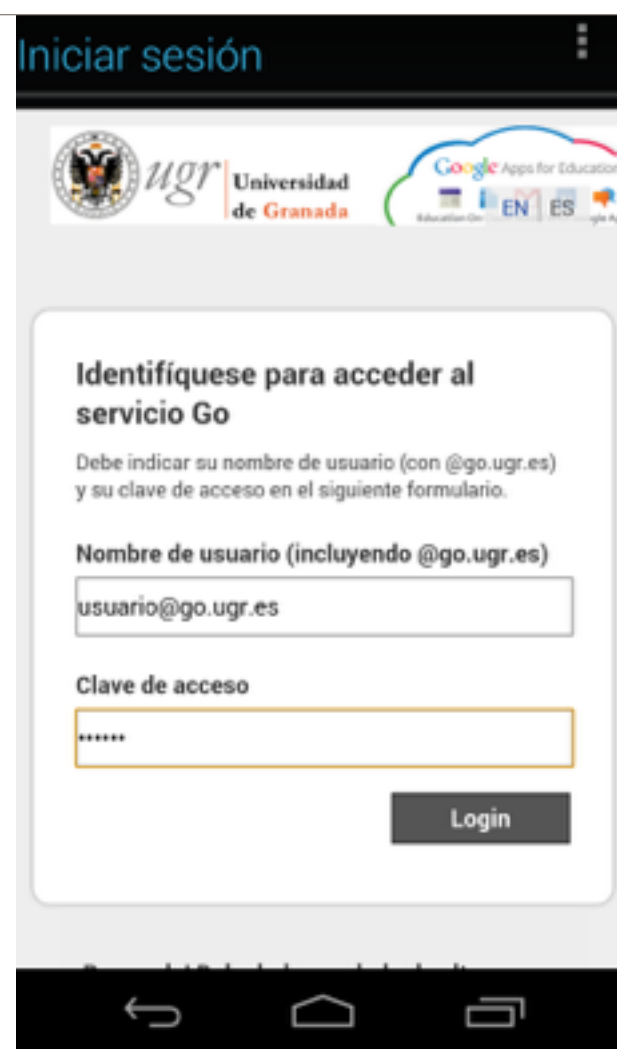 Iniciar sesión
ugr Universidad
de Granada
Google Apps for Education
EN ES
Identifíquese para acceder al
servicio Go
Debe indicar su nombre de usuario (con @go.ugr.es)
y su clave de acceso en el siguiente formulario.
Nombre de usuario (incluyendo @go.ugr.es)
usuario@go.ugr.es
Clave de acceso
••••••
Login